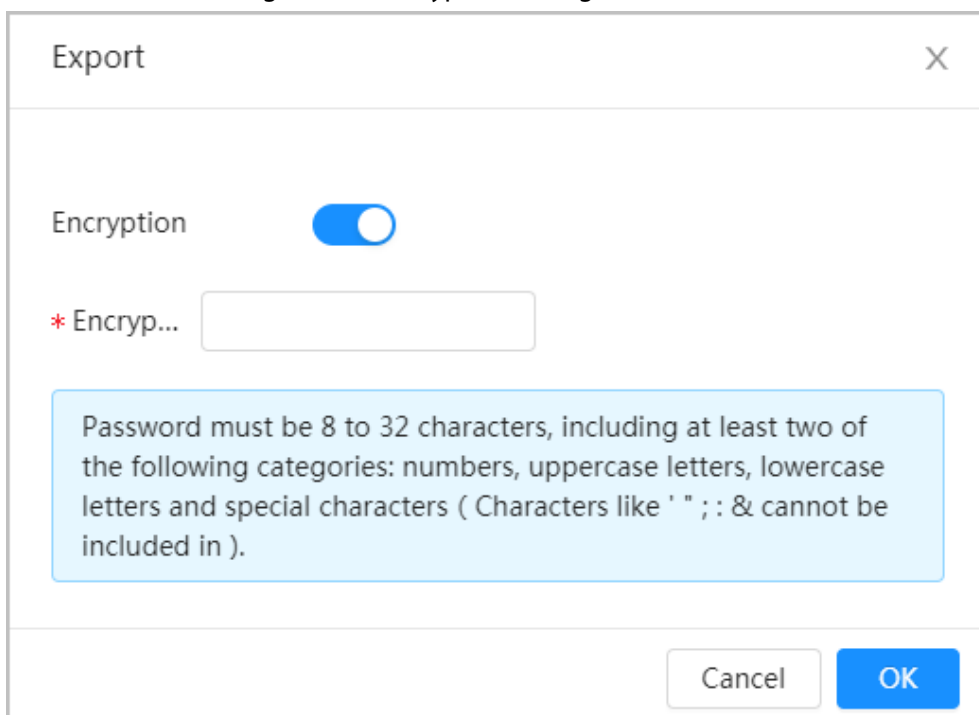 Export X
Encryption
* Encryp...
Password must be 8 to 32 characters, including at least two of
the following categories: numbers, uppercase letters, lowercase
letters and special characters ( Characters like ' " ; : & cannot be
included in ).
Cancel OK